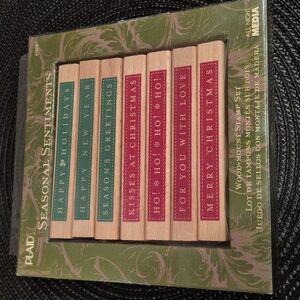 PLAID
SEASONAL SENTIMENTS
HAPPY HOLIDAYS
HAPPY NEW YEAR
SEASON'S GREETINGS
KISSES AT CHRISTMAS
HO! HO! HO! HO!
FOR YOU WITH LOVE
MERRY CHRISTMAS
WOOD-MOUNT STAMP SET
LOT DE TAMPONS MONTÉS SUR BOIS
JUEGO DE SELLOS CON MONTAJE DE MADERA
ALL NIGHT
MEDIA